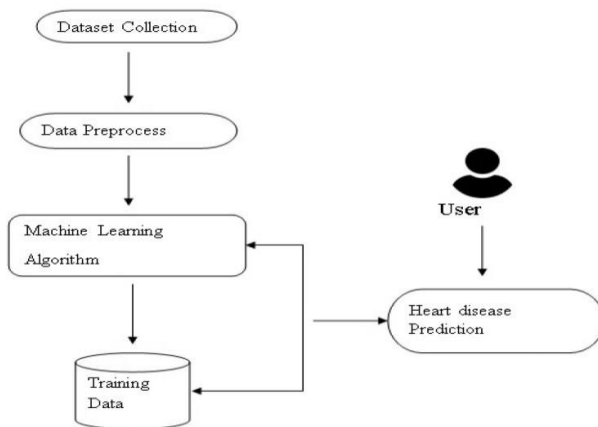 Dataset Collection
Data Preprocess
Machine Learning
Algorithm
User
Heart disease
Prediction
Training
Data